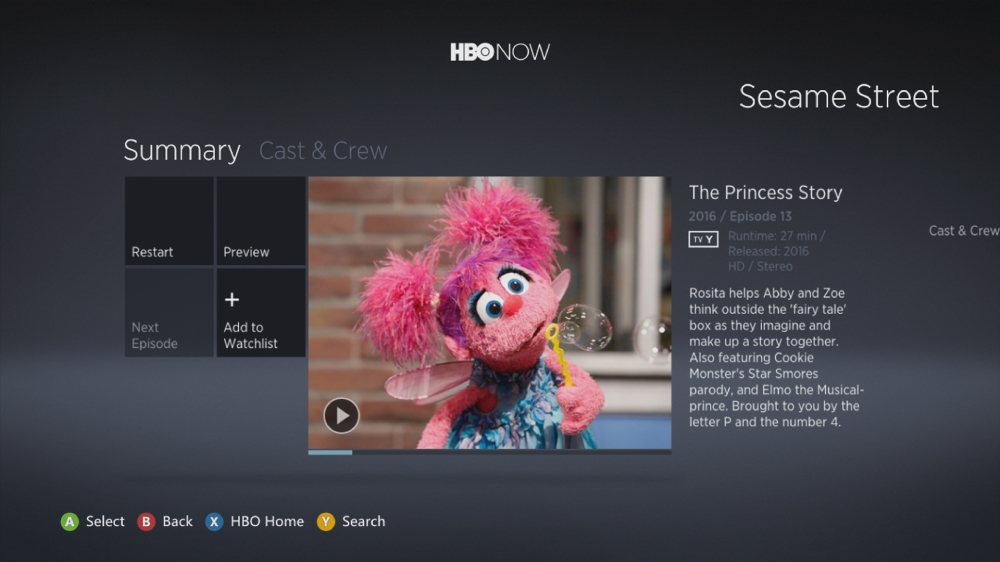 HBO NOW
Sesame Street
Summary Cast & Crew
Restart
Preview
Next
Episode
+
Add to
Watchlist
The Princess Story
2016 / Episode 13
TV Y
Runtime: 27 min /
Released: 2016
HD / Stereo
Rosita helps Abby and Zoe
think outside the 'fairy tale'
box as they imagine and
make up a story together.
Also featuring Cookie
Monster's Star Smores
parody, and Elmo the Musical-
prince. Brought to you by the
letter P and the number 4.
Cast & Crew
A Select B Back X HBO Home Y Search